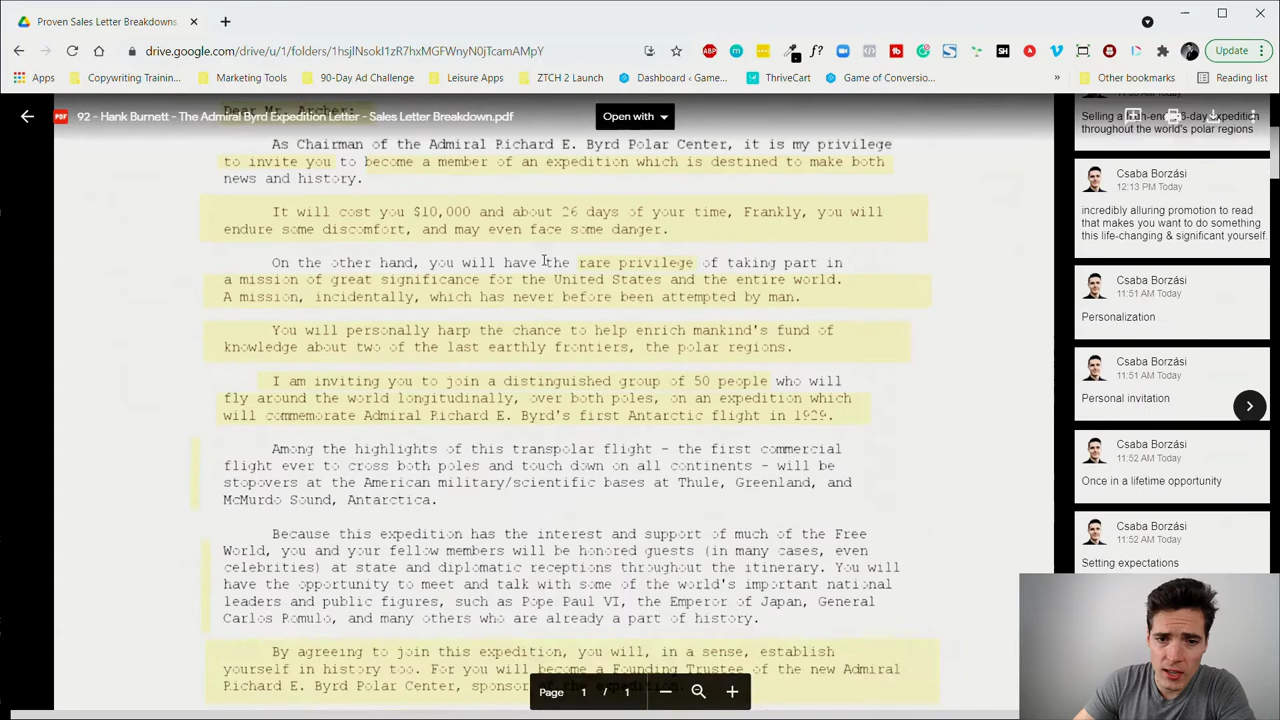 Proven Sales Letter Breakdowns
drive.google.com/drive/u/1/folders/1hsjlNsokI1zR7hxMGFWnyN0jTcamAMpY
Update
Apps
Copywriting Trainin...
Marketing Tools
90-Day Ad Challenge
Leisure Apps
ZTCH 2 Launch
Dashboard ‹ Game...
ThriveCart
Game of Conversio...
»
Other bookmarks
Reading list
92 - Hank Burnett - The Admiral Byrd Expedition Letter - Sales Letter Breakdown.pdf
Open with
Dear Mr. Archer:
As Chairman of the Admiral Richard E. Byrd Polar Center, it is my privilege
to invite you to become a member of an expedition which is destined to make both
news and history.
It will cost you $10,000 and about 26 days of your time, Frankly, you will
endure some discomfort, and may even face some danger.
On the other hand, you will have the rare privilege of taking part in
a mission of great significance for the United States and the entire world.
A mission, incidentally, which has never before been attempted by man.
You will personally harp the chance to help enrich mankind's fund of
knowledge about two of the last earthly frontiers, the polar regions.
I am inviting you to join a distinguished group of 50 people who will
fly around the world longitudinally, over both poles, on an expedition which
will commemorate Admiral Richard E. Byrd's first Antarctic flight in 1929.
Among the highlights of this transpolar flight - the first commercial
flight ever to cross both poles and touch down on all continents - will be
stopovers at the American military/scientific bases at Thule, Greenland, and
McMurdo Sound, Antarctica.
Because this expedition has the interest and support of much of the Free
World, you and your fellow members will be honored guests (in many cases, even
celebrities) at state and diplomatic receptions throughout the itinerary. You will
have the opportunity to meet and talk with some of the world's important national
leaders and public figures, such as Pope Paul VI, the Emperor of Japan, General
Carlos Romulo, and many others who are already a part of history.
By agreeing to join this expedition, you will, in a sense, establish
yourself in history too. For you will become a Founding Trustee of the new Admiral
Richard E. Byrd Polar Center, sponsor of the expedition.
Page 1 / 1
throughout the world's polar regions
Csaba Borzási
12:13 PM Today
incredibly alluring promotion to read
that makes you want to do something
this life-changing & significant yourself.
Csaba Borzási
11:51 AM Today
Personalization
Csaba Borzási
11:51 AM Today
Personal invitation
Csaba Borzási
11:52 AM Today
Once in a lifetime opportunity
Csaba Borzási
11:52 AM Today
Setting expectations